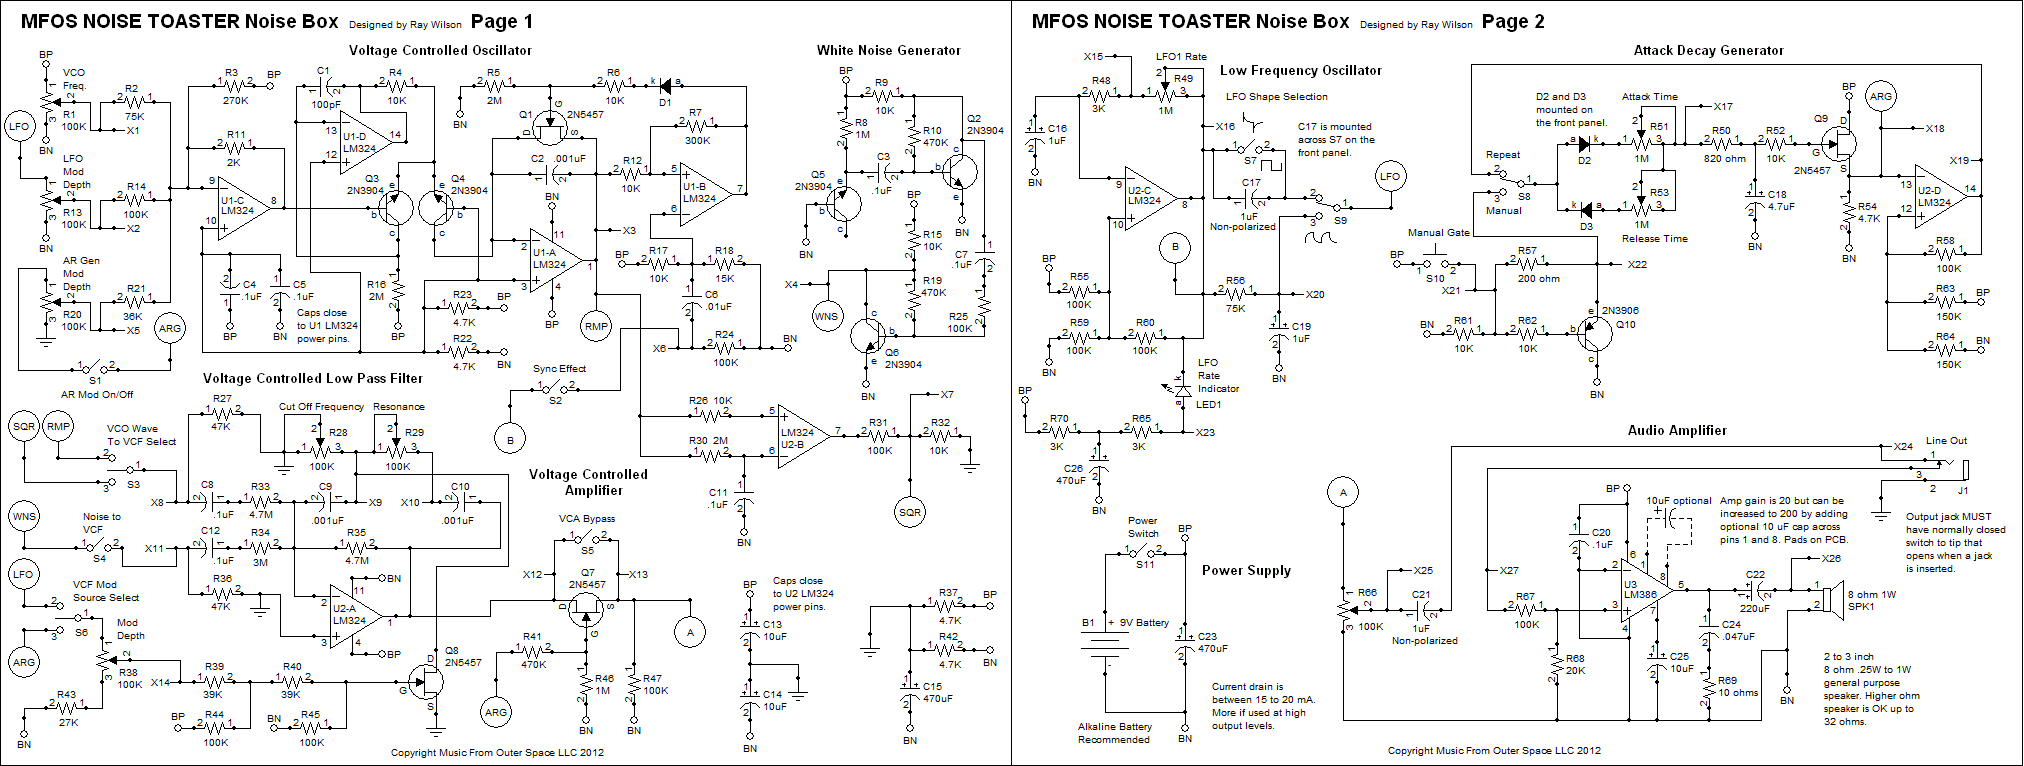 MFOS NOISE TOASTER Noise Box Designed by Ray Wilson Page 1
Voltage Controlled Oscillator
White Noise Generator
BP
VCO
Freq.
R1
100K
BN
R2
75K
X1
LFO
LFO
Mod
Depth
R13
100K
BN
R14
100K
X2
AR Gen
Mod
Depth
R20
100K
R21
36K
X5
ARG
S1
AR Mod On/Off
R3
270K
BP
R11
2K
U1-C
LM324
C1
100pF
R4
10K
U1-D
LM324
Q3
2N3904
Q4
2N3904
R16
2M
BP
C4
.1uF
BP
C5
.1uF
BN
Caps close
to U1 LM324
power pins.
R5
2M
BN
R6
10K
D1
Q1
2N5457
C2 .001uF
R7
300K
R12
10K
U1-B
LM324
BN
U1-A
LM324
BP
X3
RMP
R23
4.7K
BP
R22
4.7K
BN
BP
R17
10K
R18
15K
C6
.01uF
X6
R24
100K
BN
Sync Effect
S2
B
BP
R9
10K
R8
1M
R10
470K
Q2
2N3904
BN
C3
.1uF
Q5
2N3904
BN
BP
R15
10K
R19
470K
C7
.1uF
R25
100K
X4
WNS
Q6
2N3904
BN
Voltage Controlled Low Pass Filter
SQR
RMP
VCO Wave
To VCF Select
S3
X8
R27
47K
Cut Off Frequency
R28
100K
Resonance
R29
100K
C8
.1uF
R33
4.7M
C9
.001uF
X9
X10
C10
.001uF
WNS
Noise to
VCF
S4
X11
C12
.1uF
R34
3M
R35
4.7M
R36
47K
BN
U2-A
LM324
BP
LFO
VCF Mod
Source Select
S6
ARG
Mod
Depth
R38
100K
R43
27K
BN
X14
R39
39K
R40
39K
BP
R44
100K
BN
R45
100K
Q8
2N5457
R26 10K
R30 2M
LM324
U2-B
C11
.1uF
BN
R31
100K
X7
R32
10K
SQR
Voltage Controlled
Amplifier
VCA Bypass
S5
X12
X13
Q7
2N5457
R41
470K
ARG
R46
1M
BN
R47
100K
BN
A
BP
Caps close
to U2 LM324
power pins.
C13
10uF
C14
10uF
BN
R37
4.7K
BP
R42
4.7K
BN
C15
470uF
BN
Copyright Music From Outer Space LLC 2012
MFOS NOISE TOASTER Noise Box Designed by Ray Wilson Page 2
Low Frequency Oscillator
X15
LFO1 Rate
R48
3K
R49
1M
C16
1uF
BN
X16
LFO Shape Selection
S7
C17 is mounted
across S7 on the
front panel.
C17
1uF
Non-polarized
S9
LFO
U2-C
LM324
B
BP
R55
100K
R59
100K
BN
R60
100K
R56
75K
X20
C19
1uF
BN
LFO
Rate
Indicator
LED1
BP
R70
3K
R65
3K
X23
C26
470uF
BN
Attack Decay Generator
D2 and D3
mounted on
the front panel.
Attack Time
R51
1M
D2
X17
R50
820 ohm
R52
10K
BP
Q9
2N5457
ARG
X18
X19
Repeat
S8
Manual
D3
R53
1M
Release Time
C18
4.7uF
BN
R54
4.7K
BN
U2-D
LM324
Manual Gate
BP
S10
R57
200 ohm
X22
X21
BN
R61
10K
R62
10K
2N3906
Q10
BN
R58
100K
R63
150K
BP
R64
150K
BN
Power Supply
Power
Switch
S11
BP
B1
+ 9V Battery
-
C23
470uF
BN
Alkaline Battery
Recommended
Current drain is
between 15 to 20 mA.
More if used at high
output levels.
Audio Amplifier
X24
Line Out
J1
Output jack MUST
have normally closed
switch to tip that
opens when a jack
is inserted.
A
R66
100K
X25
C21
1uF
Non-polarized
X27
R67
100K
R68
20K
BP
C20
.1uF
10uF optional
Amp gain is 20 but can be
increased to 200 by adding
optional 10 uF cap across
pins 1 and 8. Pads on PCB.
U3
LM386
C25
10uF
C22
220uF
C24
.047uF
R69
10 ohms
X26
8 ohm 1W
SPK1
BN
2 to 3 inch
8 ohm .25W to 1W
general purpose
speaker. Higher ohm
speaker is OK up to
32 ohms.
Copyright Music From Outer Space LLC 2012